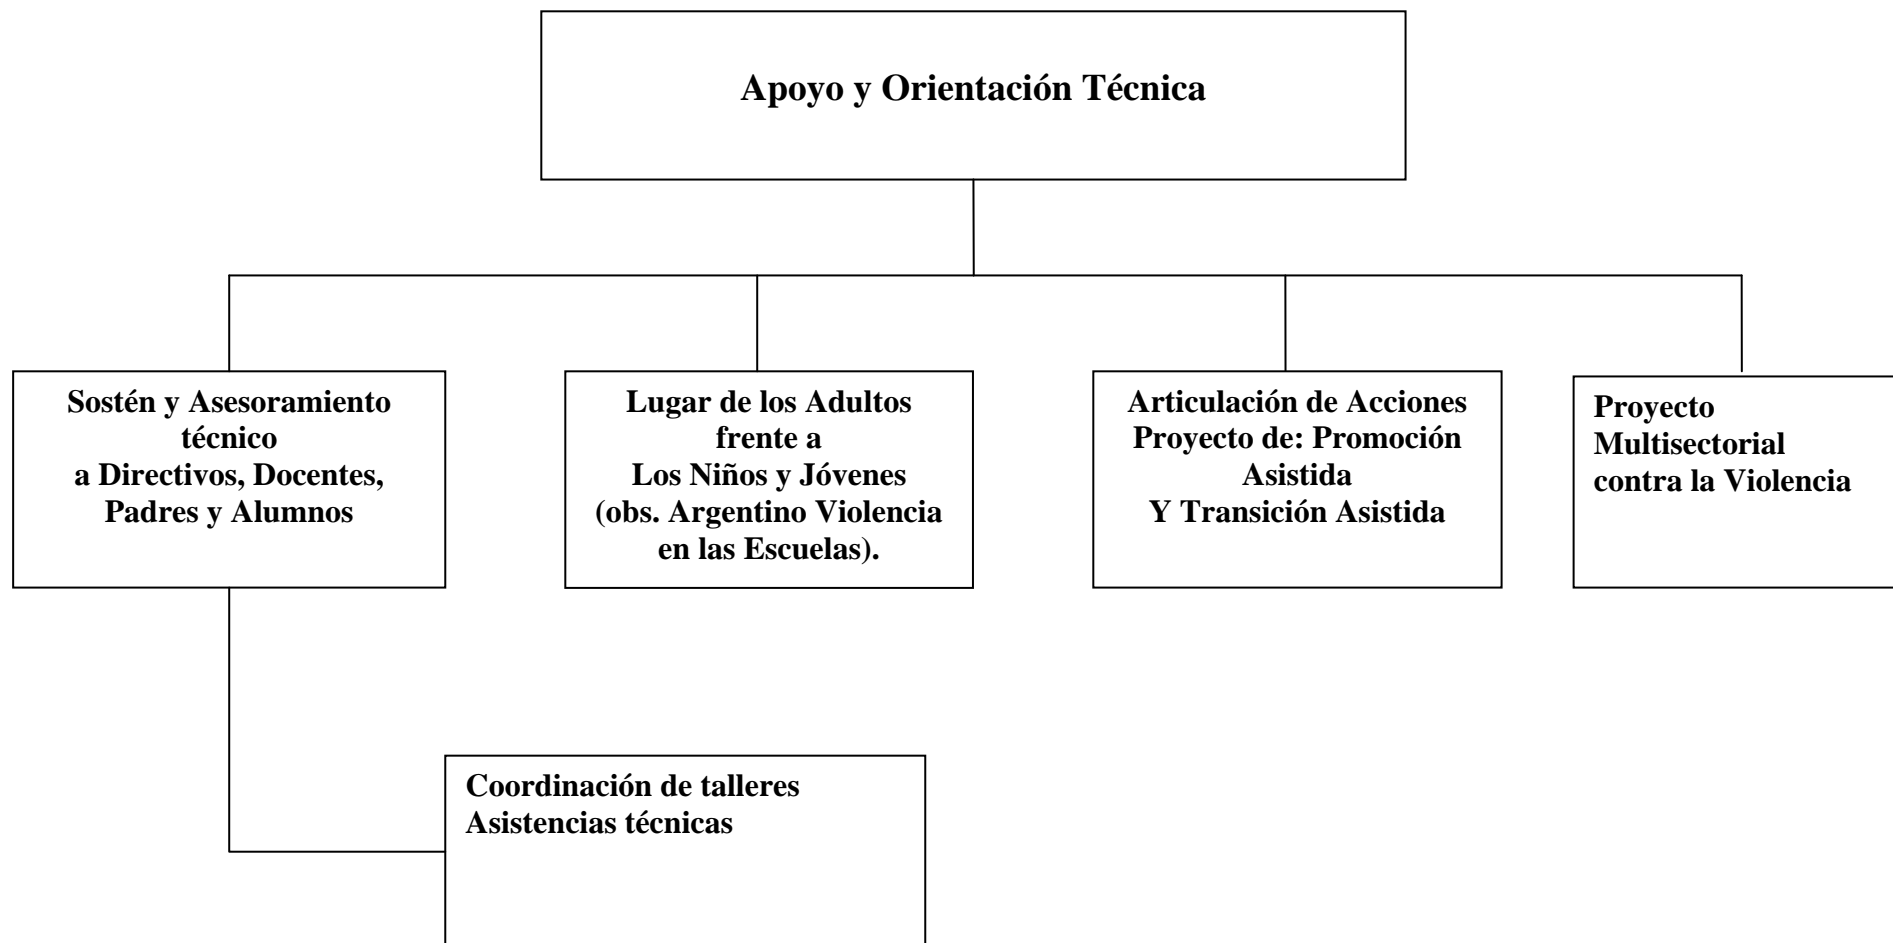 Apoyo y Orientación Técnica
Sostén y Asesoramiento
técnico
a Directivos, Docentes,
Padres y Alumnos
Lugar de los Adultos
frente a
Los Niños y Jóvenes
(obs. Argentino Violencia
en las Escuelas).
Articulación de Acciones
Proyecto de: Promoción
Asistida
Y Transición Asistida
Proyecto
Multisectorial
contra la Violencia
Coordinación de talleres
Asistencias técnicas